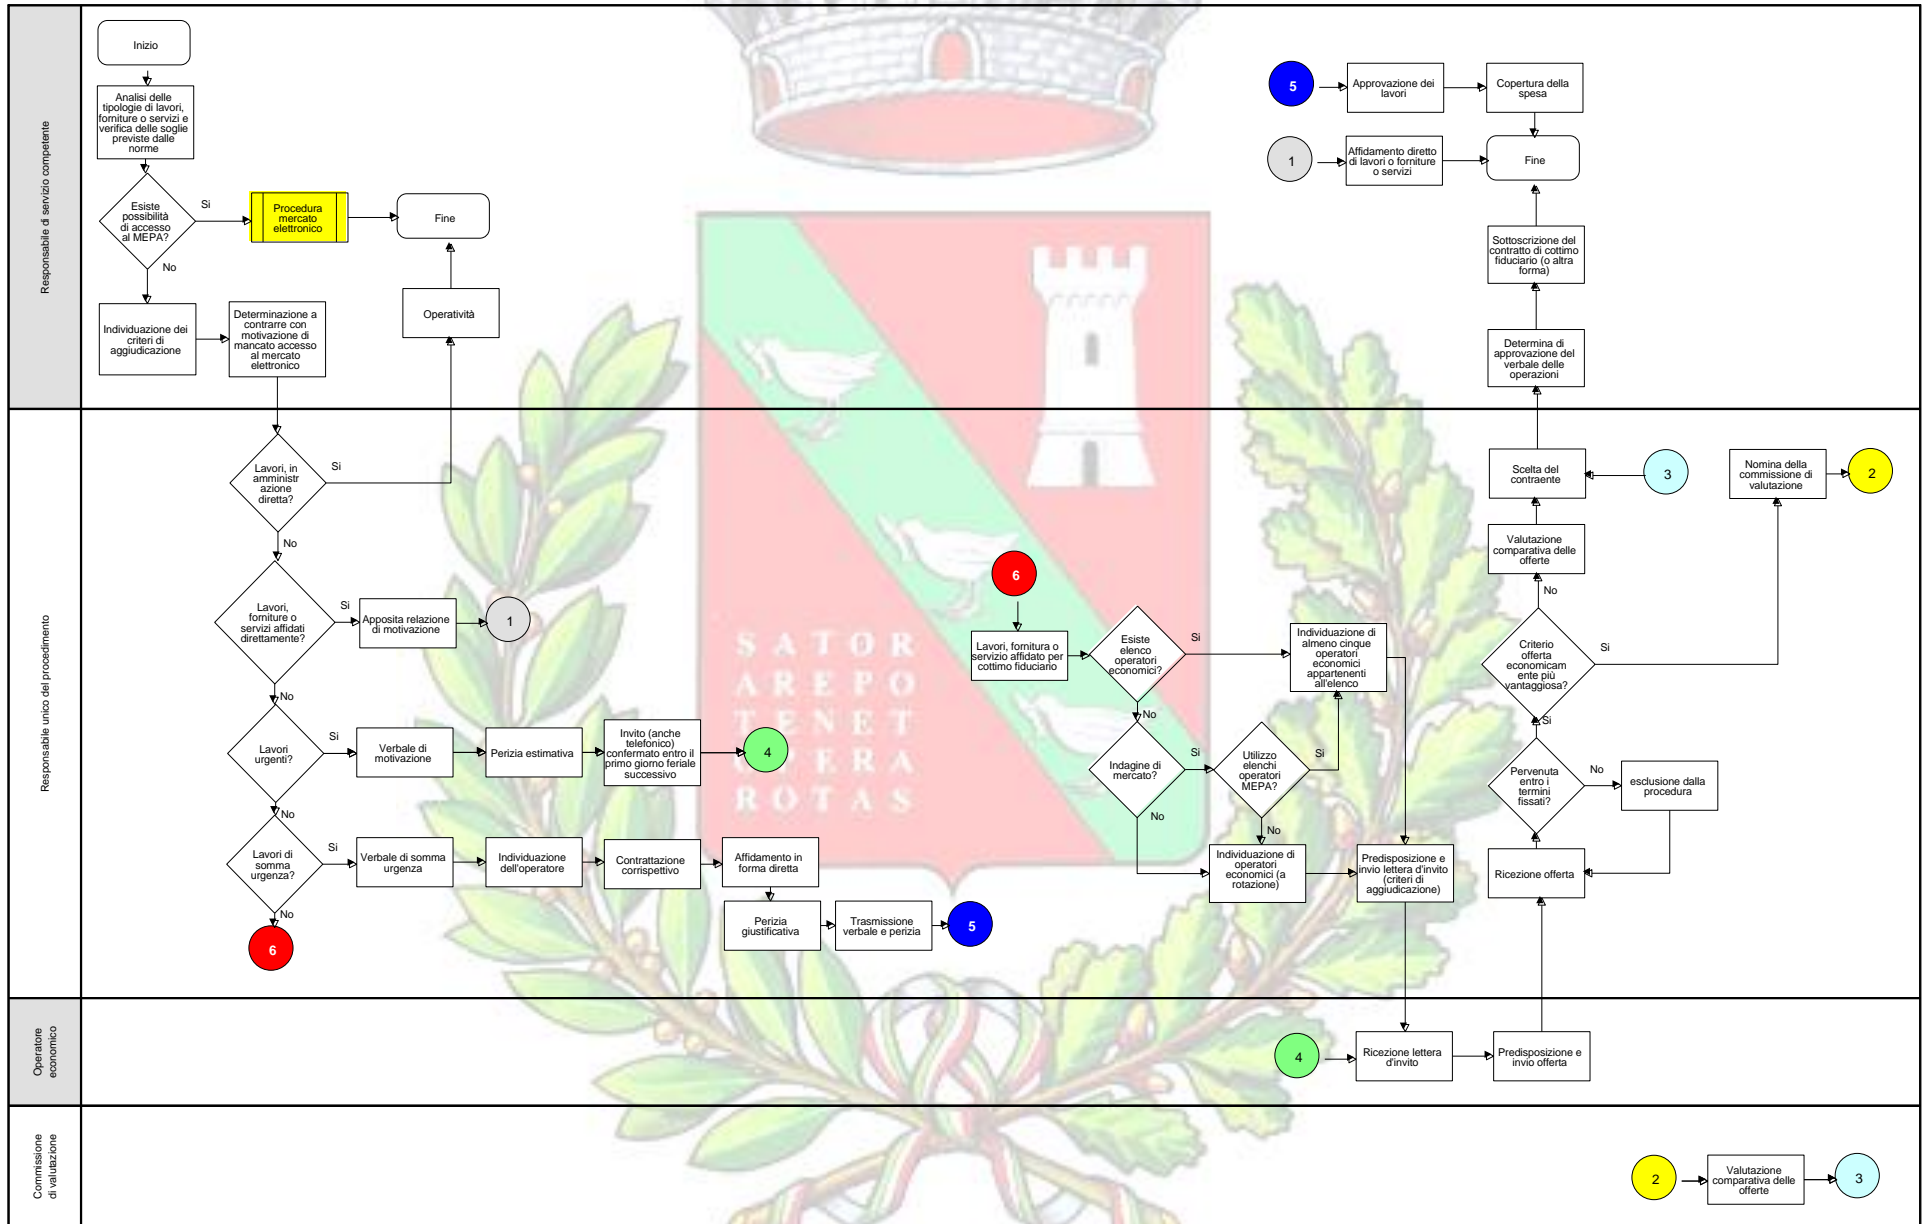 Responsabile di servizio competente
Inizio
Analisi delle
tipologie di lavori,
forniture o servizi e
verifica delle soglie
previste dalle
norme
Esiste
possibilità
di accesso
al MEPA?
Si
No
Procedura
mercato
elettronico
Fine
Individuazione dei
criteri di
aggiudicazione
Determinazione a
contrarre con
motivazione di
mancato accesso
al mercato
elettronico
Operatività
5
Approvazione dei
lavori
Copertura della
spesa
1
Affidamento diretto
di lavori o forniture
o servizi
Fine
Sottoscrizione del
contratto di cottimo
fiduciario (o altra
forma)
Determina di
approvazione del
verbale delle
operazioni
Responsabile unico del procedimento
Lavori, in
amministr
azione
diretta?
Si
No
Lavori,
forniture o
servizi affidati
direttamente?
Si
Apposita relazione
di motivazione
1
No
Lavori
urgenti?
Si
Verbale di
motivazione
Perizia estimativa
Invito (anche
telefonico)
confermato entro il
primo giorno feriale
successivo
4
No
Lavori di
somma
urgenza?
Si
Verbale di somma
urgenza
Individuazione
dell'operatore
Contrattazione
corrispettivo
Affidamento in
forma diretta
Perizia
giustificativa
Trasmissione
verbale e perizia
5
No
6
SATOR
AREPO
TENET
OPERA
ROTAS
6
Lavori, fornitura o
servizio affidato per
cottimo fiduciario
Esiste
elenco
operatori
economici?
Si
No
Individuazione di
almeno cinque
operatori
economici
appartenenti
all'elenco
Indagine di
mercato?
Si
No
Utilizzo
elenchi
operatori
MEPA?
Si
No
Individuazione di
operatori
economici (a
rotazione)
Predisposizione e
invio lettera d'invito
(criteri di
aggiudicazione)
Scelta del
contraente
3
Nomina della
commissione di
valutazione
2
Valutazione
comparativa delle
offerte
No
Criterio
offerta
economicam
ente più
vantaggiosa?
Si
Si
Pervenuta
entro i
termini
fissati?
No
esclusione dalla
procedura
Ricezione offerta
Operatore
economico
4
Ricezione lettera
d'invito
Predisposizione e
invio offerta
Commissione
di valutazione
2
Valutazione
comparativa delle
offerte
3